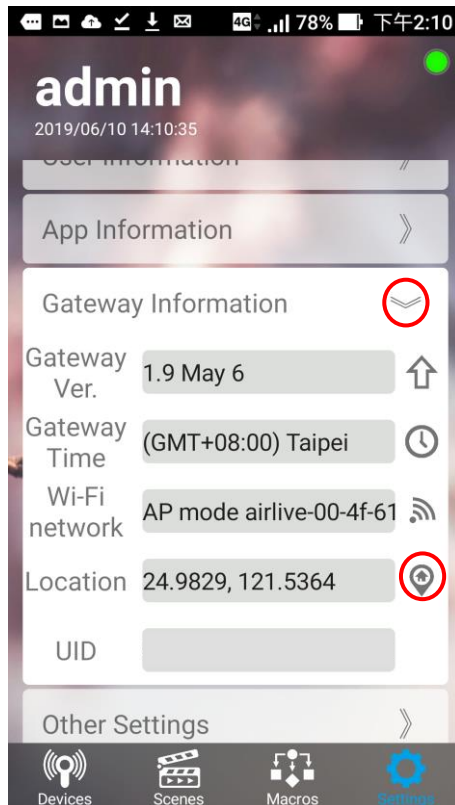 4G 78% 下午2:10
admin
2019/06/10 14:10:35
User Information
App Information
Gateway Information
Gateway Ver.
1.9 May 6
Gateway Time
(GMT+08:00) Taipei
Wi-Fi network
AP mode airlive-00-4f-61
Location
24.9829, 121.5364
UID
Other Settings
Devices Scenes Macros Settings